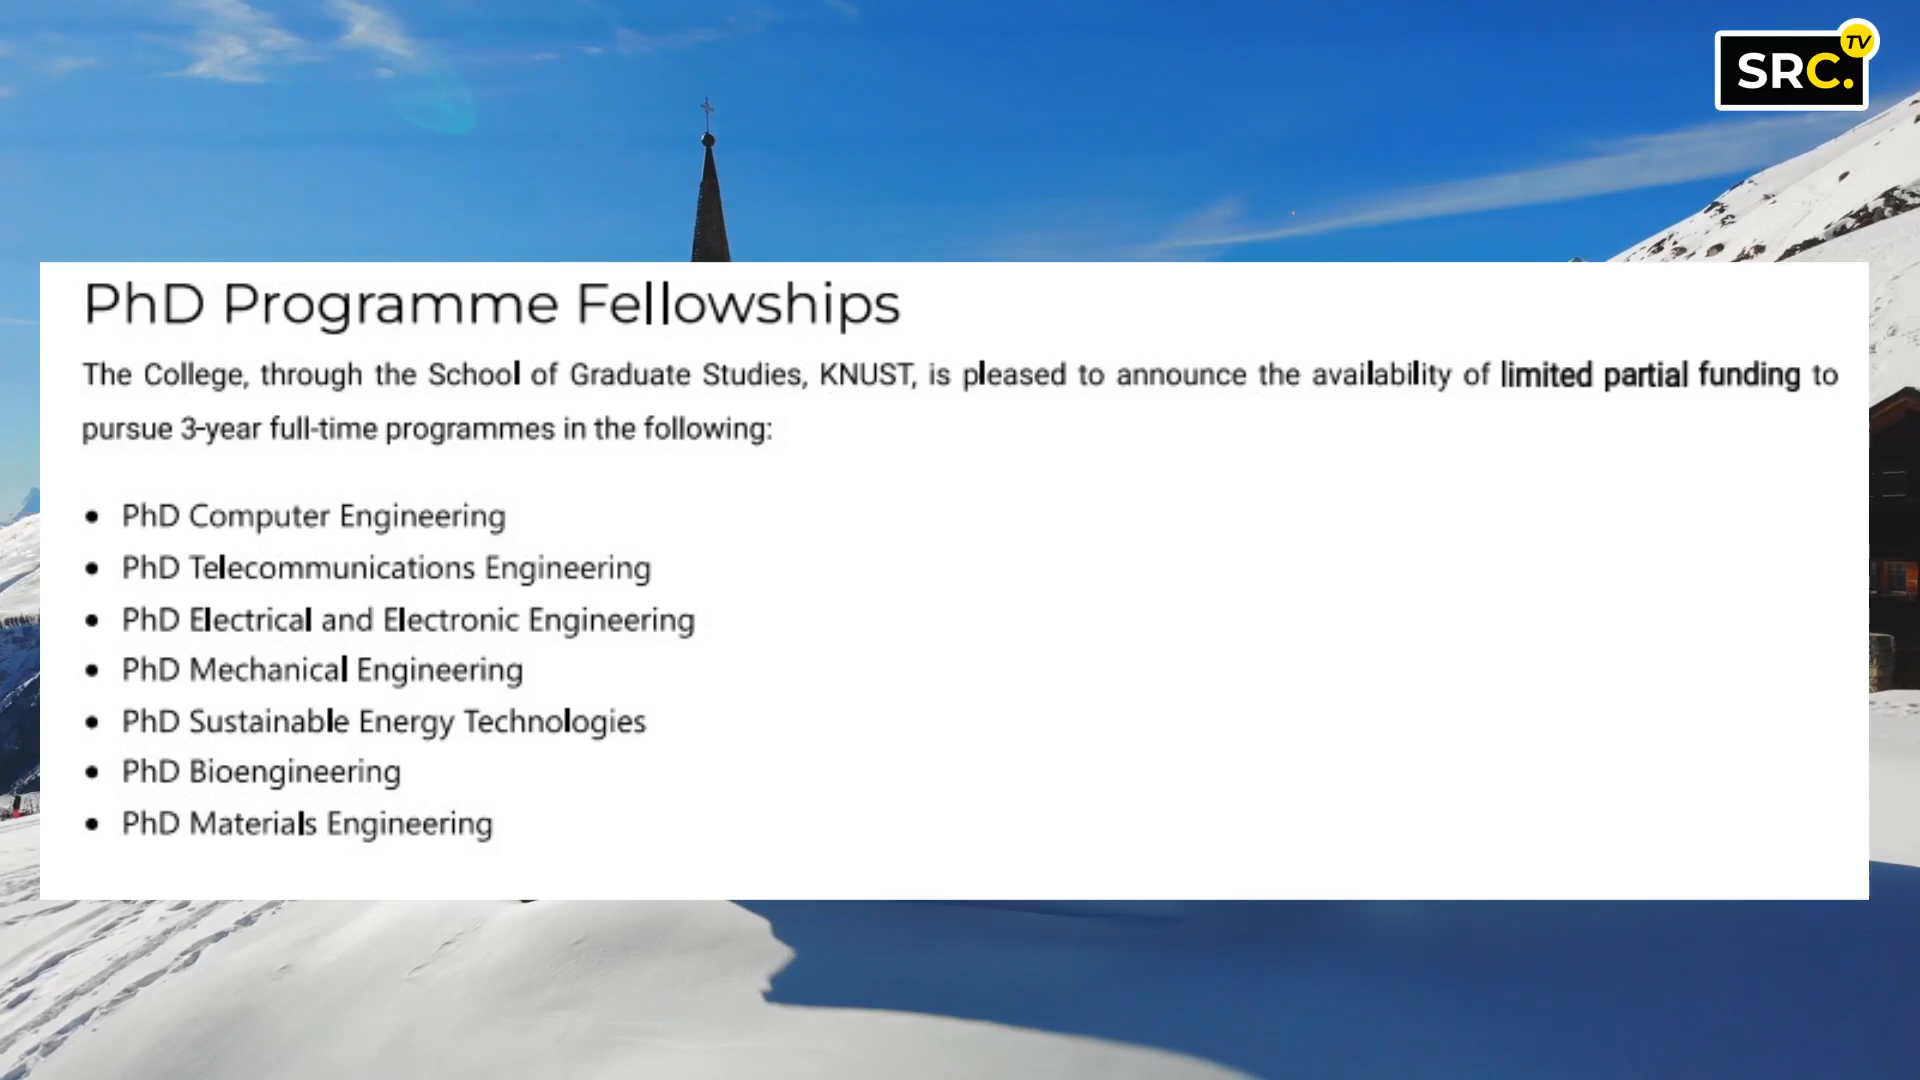 SRC. TV
PhD Programme Fellowships
The College, through the School of Graduate Studies, KNUST, is pleased to announce the availability of limited partial funding to
pursue 3-year full-time programmes in the following:
• PhD Computer Engineering
• PhD Telecommunications Engineering
• PhD Electrical and Electronic Engineering
• PhD Mechanical Engineering
• PhD Sustainable Energy Technologies
• PhD Bioengineering
• PhD Materials Engineering